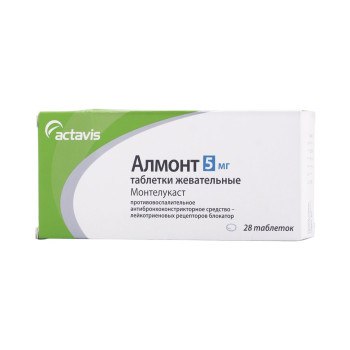 actavis
Алмонт 5 мг
таблетки жевательные
Монтелукаст
противовоспалительное
антибронхоконстрикторное средство –
лейкотриеновых рецепторов блокатор
28 таблеток